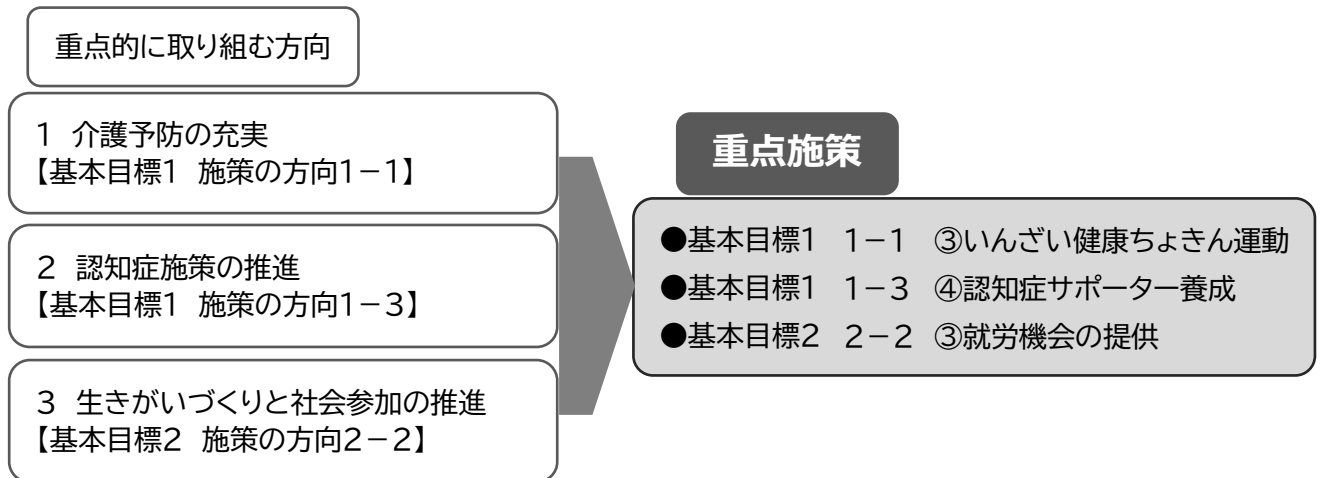 重点的に取り組む方向
1　介護予防の充実
【基本目標1　施策の方向1－1】
2　認知症施策の推進
【基本目標1　施策の方向1－3】
3　生きがいづくりと社会参加の推進
【基本目標2　施策の方向2－2】
重点施策
●基本目標1　1－1　③いんざい健康ちょきん運動
●基本目標1　1－3　④認知症サポーター養成
●基本目標2　2－2　③就労機会の提供